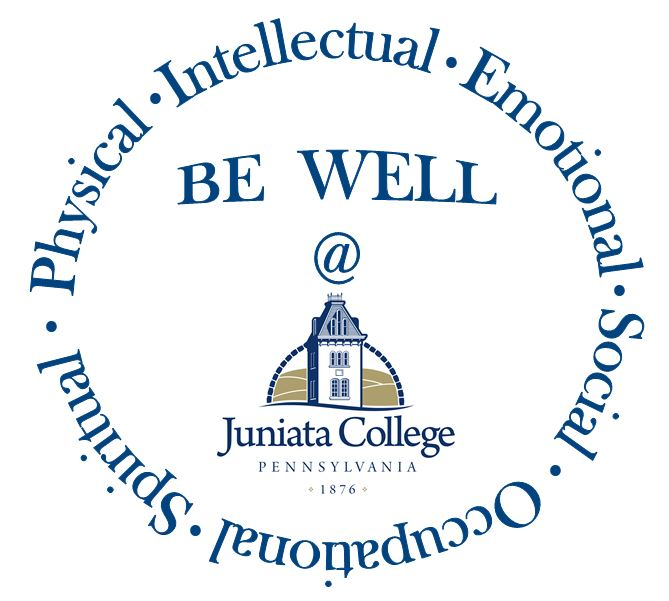 Physical • Intellectual • Emotional • Social • Occupational • Spiritual •
BE WELL
@
Juniata College
PENNSYLVANIA
1876